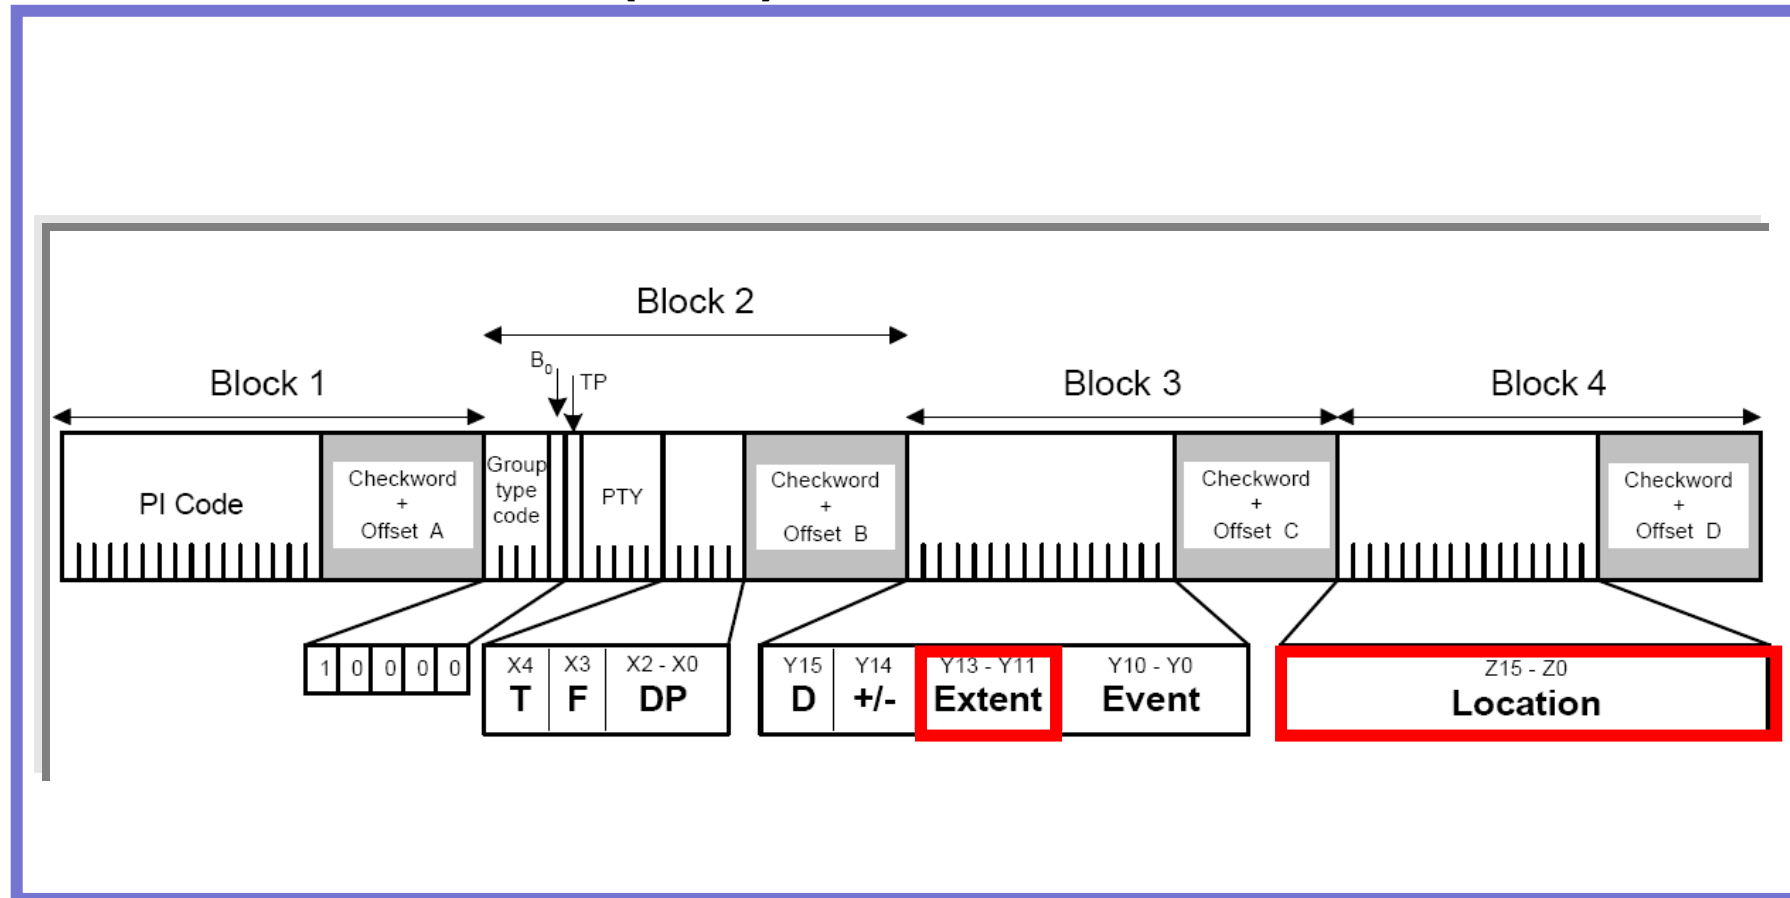 Block 2
B0
TP
Block 1
Block 3
Block 4
PI Code
Checkword
+
Offset A
Group
type
code
PTY
Checkword
+
Offset B
Checkword
+
Offset C
Checkword
+
Offset D
1 0 0 0 0
X4 X3 X2 - X0
T F DP
Y15 Y14 Y13 - Y11 Y10 - Y0
D +/- Extent Event
Z15 - Z0
Location